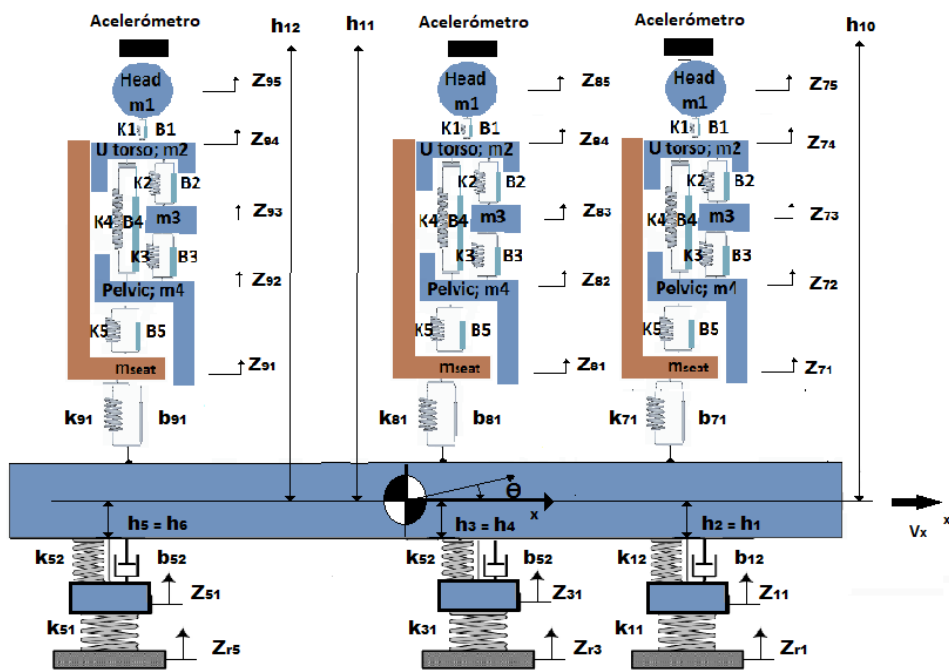 Acelerómetro Acelerómetro Acelerómetro
h12 h11 h10
Head m1 Z95 Head m1 Z85 Head m1 Z75
K1 B1 K1 B1 K1 B1
U torso; m2 Z94 U torso; m2 Z84 U torso; m2 Z74
K2 B2 K2 B2 K2 B2
K4 B4 m3 Z93 K4 B4 m3 Z83 K4 B4 m3 Z73
K3 B3 K3 B3 K3 B3
Pelvic; m4 Z92 Pelvic; m4 Z82 Pelvic; m4 Z72
K5 B5 K5 B5 K5 B5
mseat Z91 mseat Z81 mseat Z71
k91 b91 k81 b81 k71 b71
θ
x
x
Vx
h5 = h6 h3 = h4 h2 = h1
k52 b52 k52 b52 k12 b12
Z51 Z31 Z11
k51 k31 k11
Zr5 Zr3 Zr1